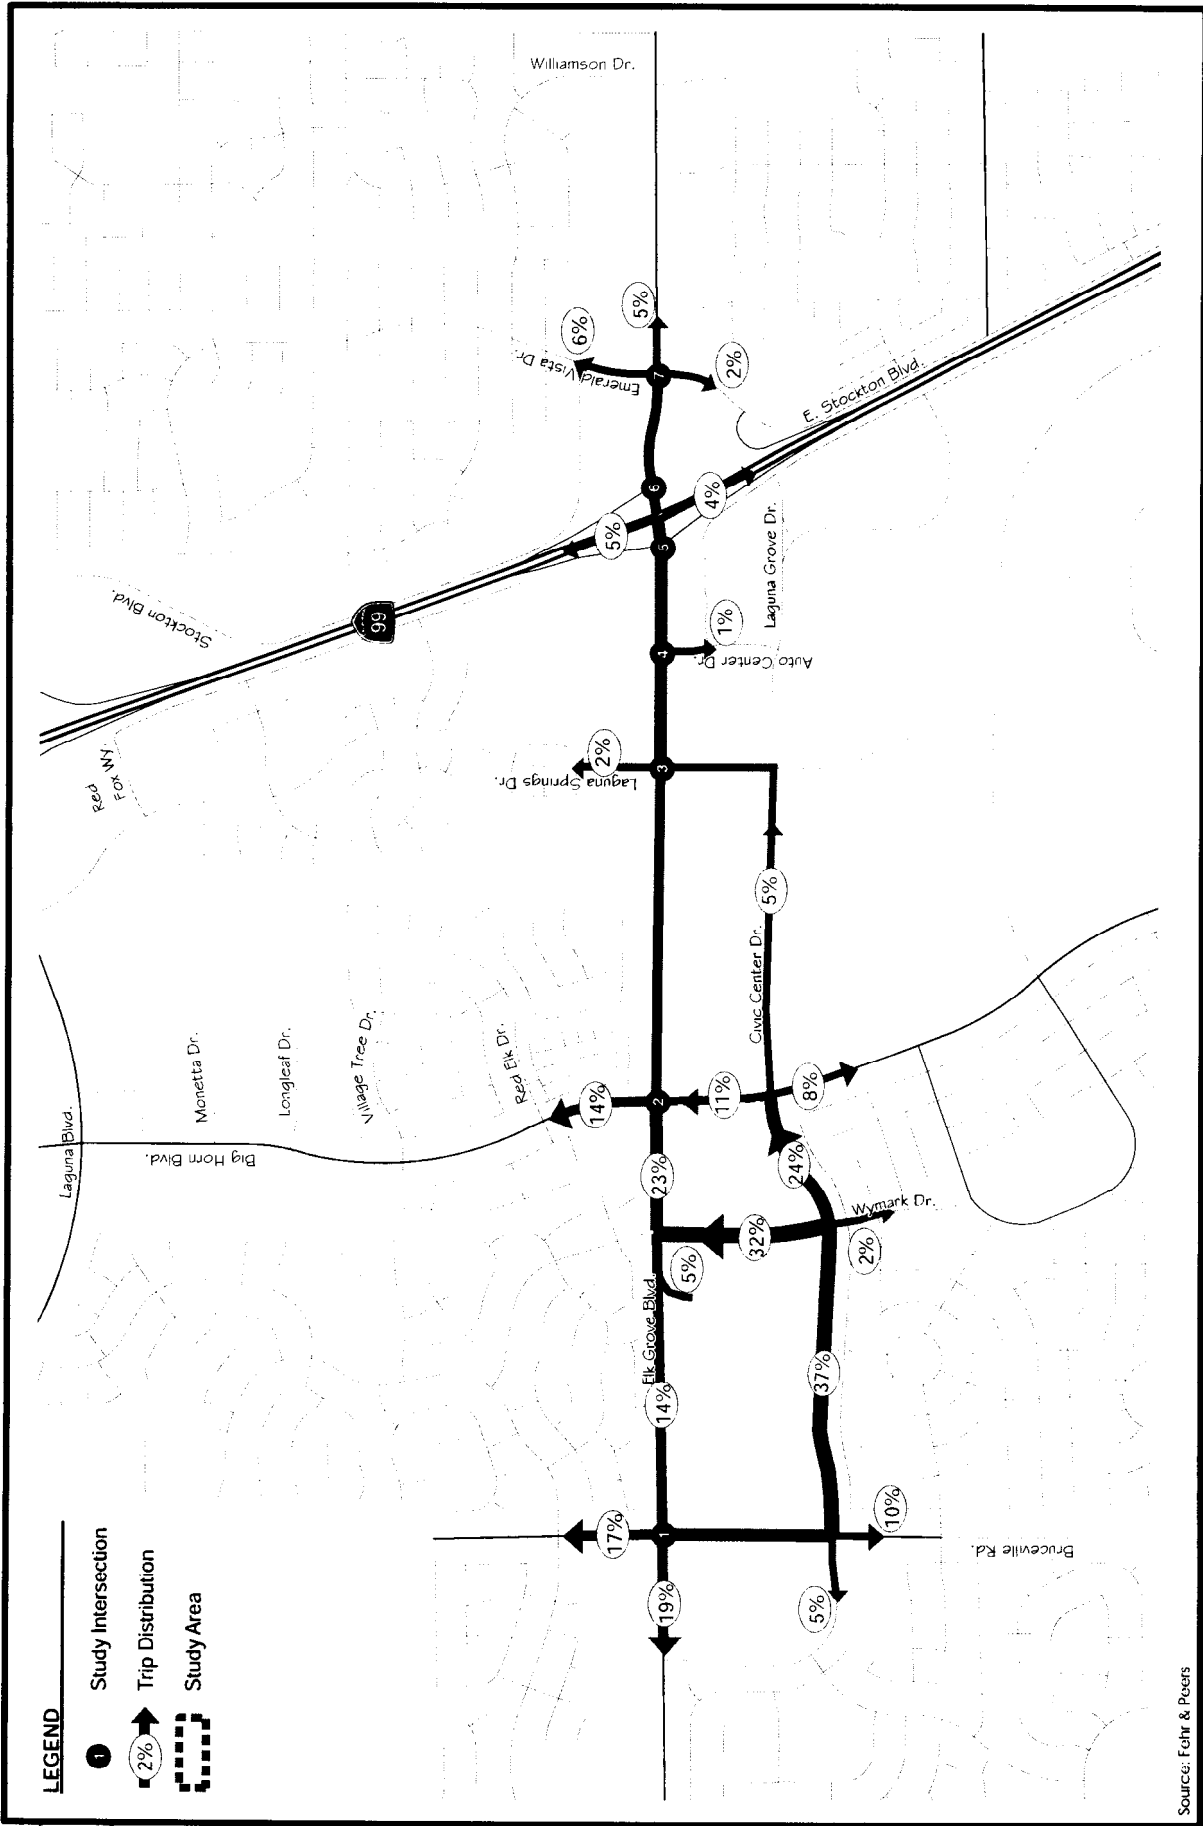 LEGEND
1 Study Intersection
2% Trip Distribution
Study Area
Laguna Blvd.
Big Horn Blvd.
Monetta Dr.
Longleaf Dr.
Village Tree Dr.
Red Elk Dr.
Red
Fox Wy.
Stockton Blvd.
99
Williamson Dr.
Emerald Vista Dr.
6%
5%
7
2%
6
5
5%
4%
E. Stockton Blvd.
Laguna Grove Dr.
4
1%
Auto Center Dr.
3
2%
Laguna Springs Dr.
5%
Civic Center Dr.
14%
2
11%
8%
23%
24%
32%
Wymark Dr.
2%
5%
Elk Grove Blvd.
14%
37%
17%
1
19%
10%
5%
Bruceville Rd.
Source: Fehr & Peers